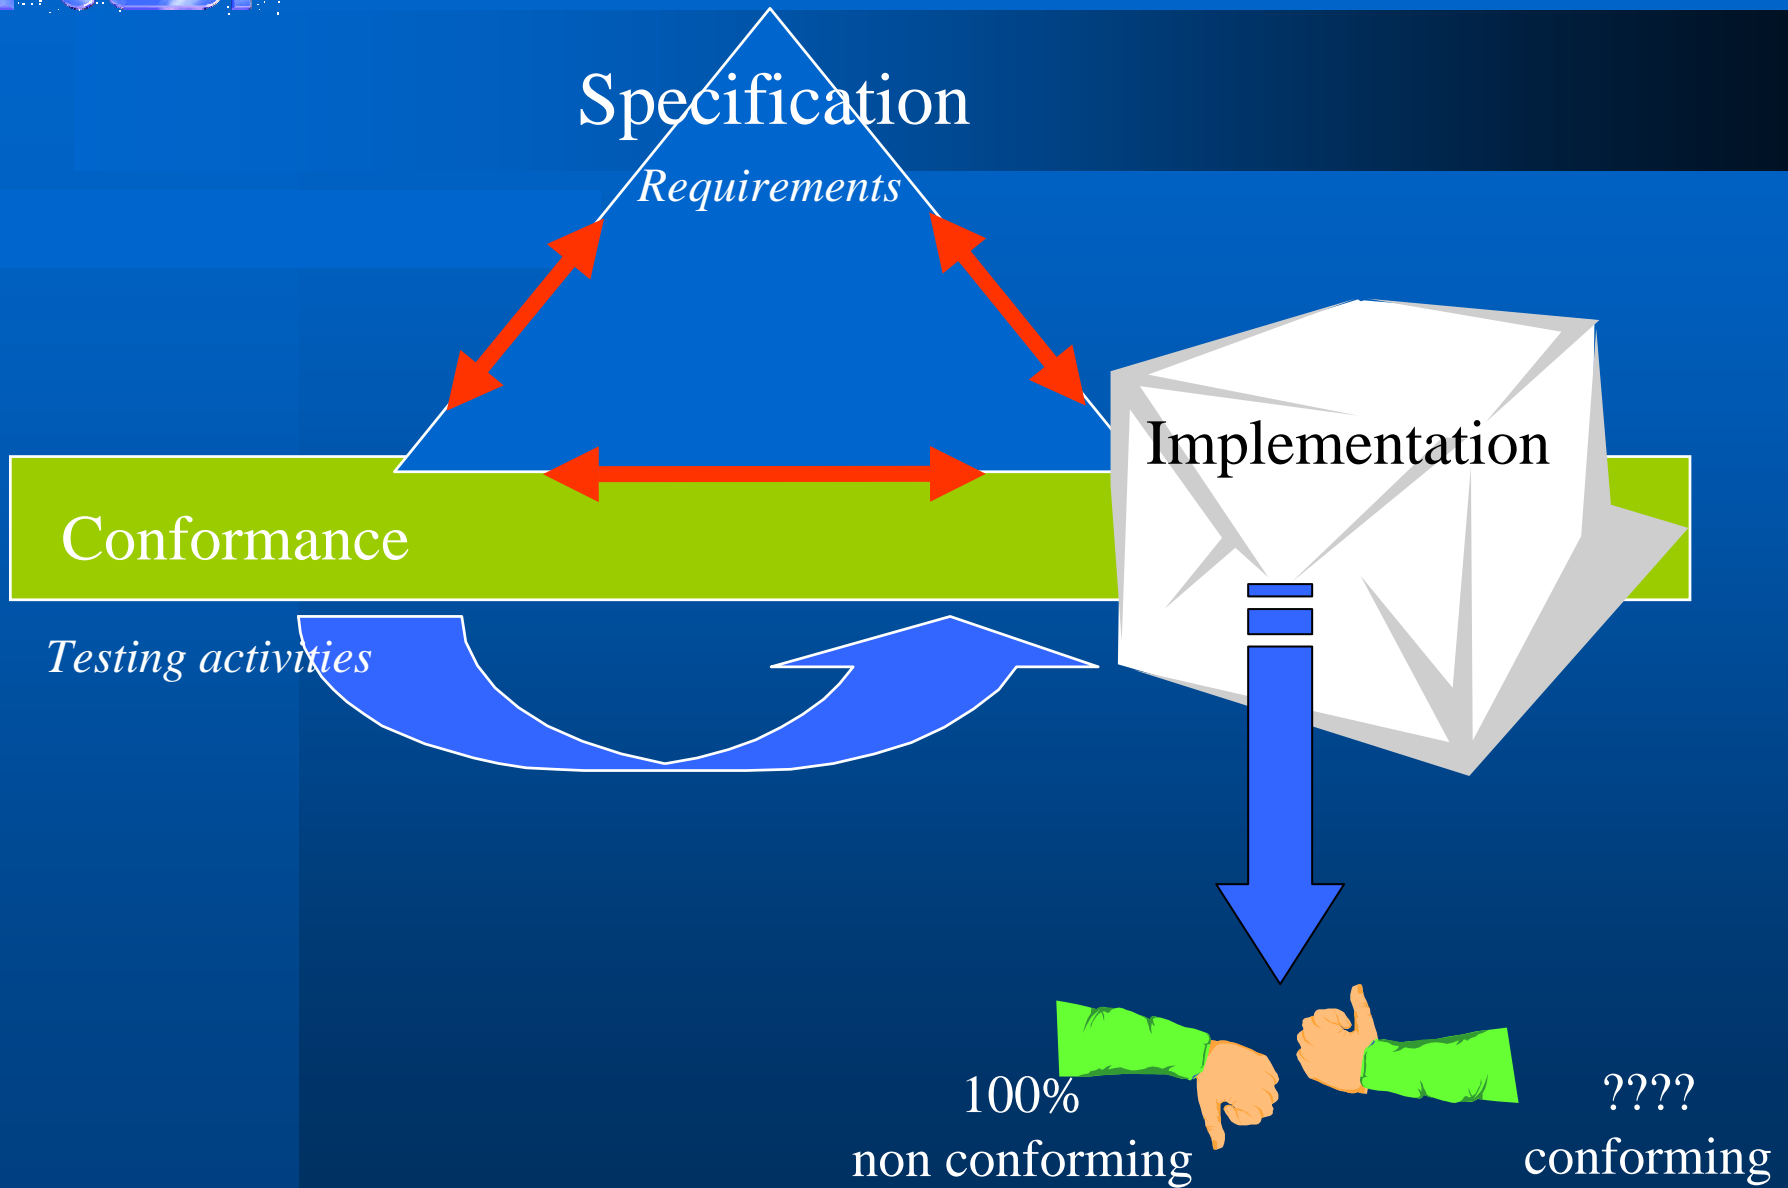 Specification
Requirements
Implementation
Conformance
Testing activities
100%
non conforming
????
conforming